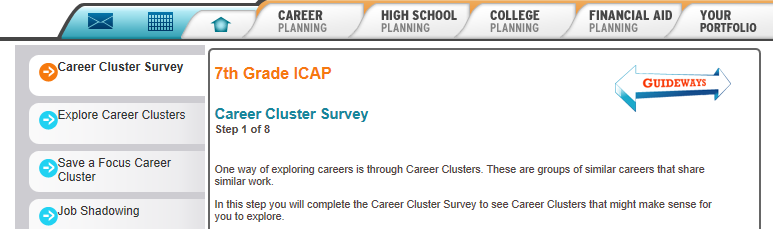 CAREER
PLANNING
HIGH SCHOOL
PLANNING
COLLEGE
PLANNING
FINANCIAL AID
PLANNING
YOUR
PORTFOLIO
Career Cluster Survey
Explore Career Clusters
Save a Focus Career
Cluster
Job Shadowing
7th Grade ICAP
GUIDEWAYS
Career Cluster Survey
Step 1 of 8
One way of exploring careers is through Career Clusters. These are groups of similar careers that share
similar work.
In this step you will complete the Career Cluster Survey to see Career Clusters that might make sense for
you to explore.